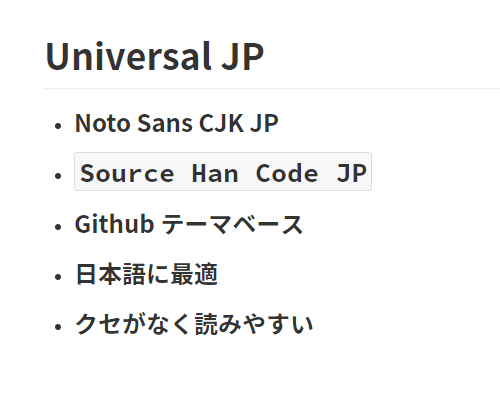 Universal JP
Noto Sans CJK JP
Source Han Code JP
Github テーマベース
日本語に最適
クセがなく読みやすい